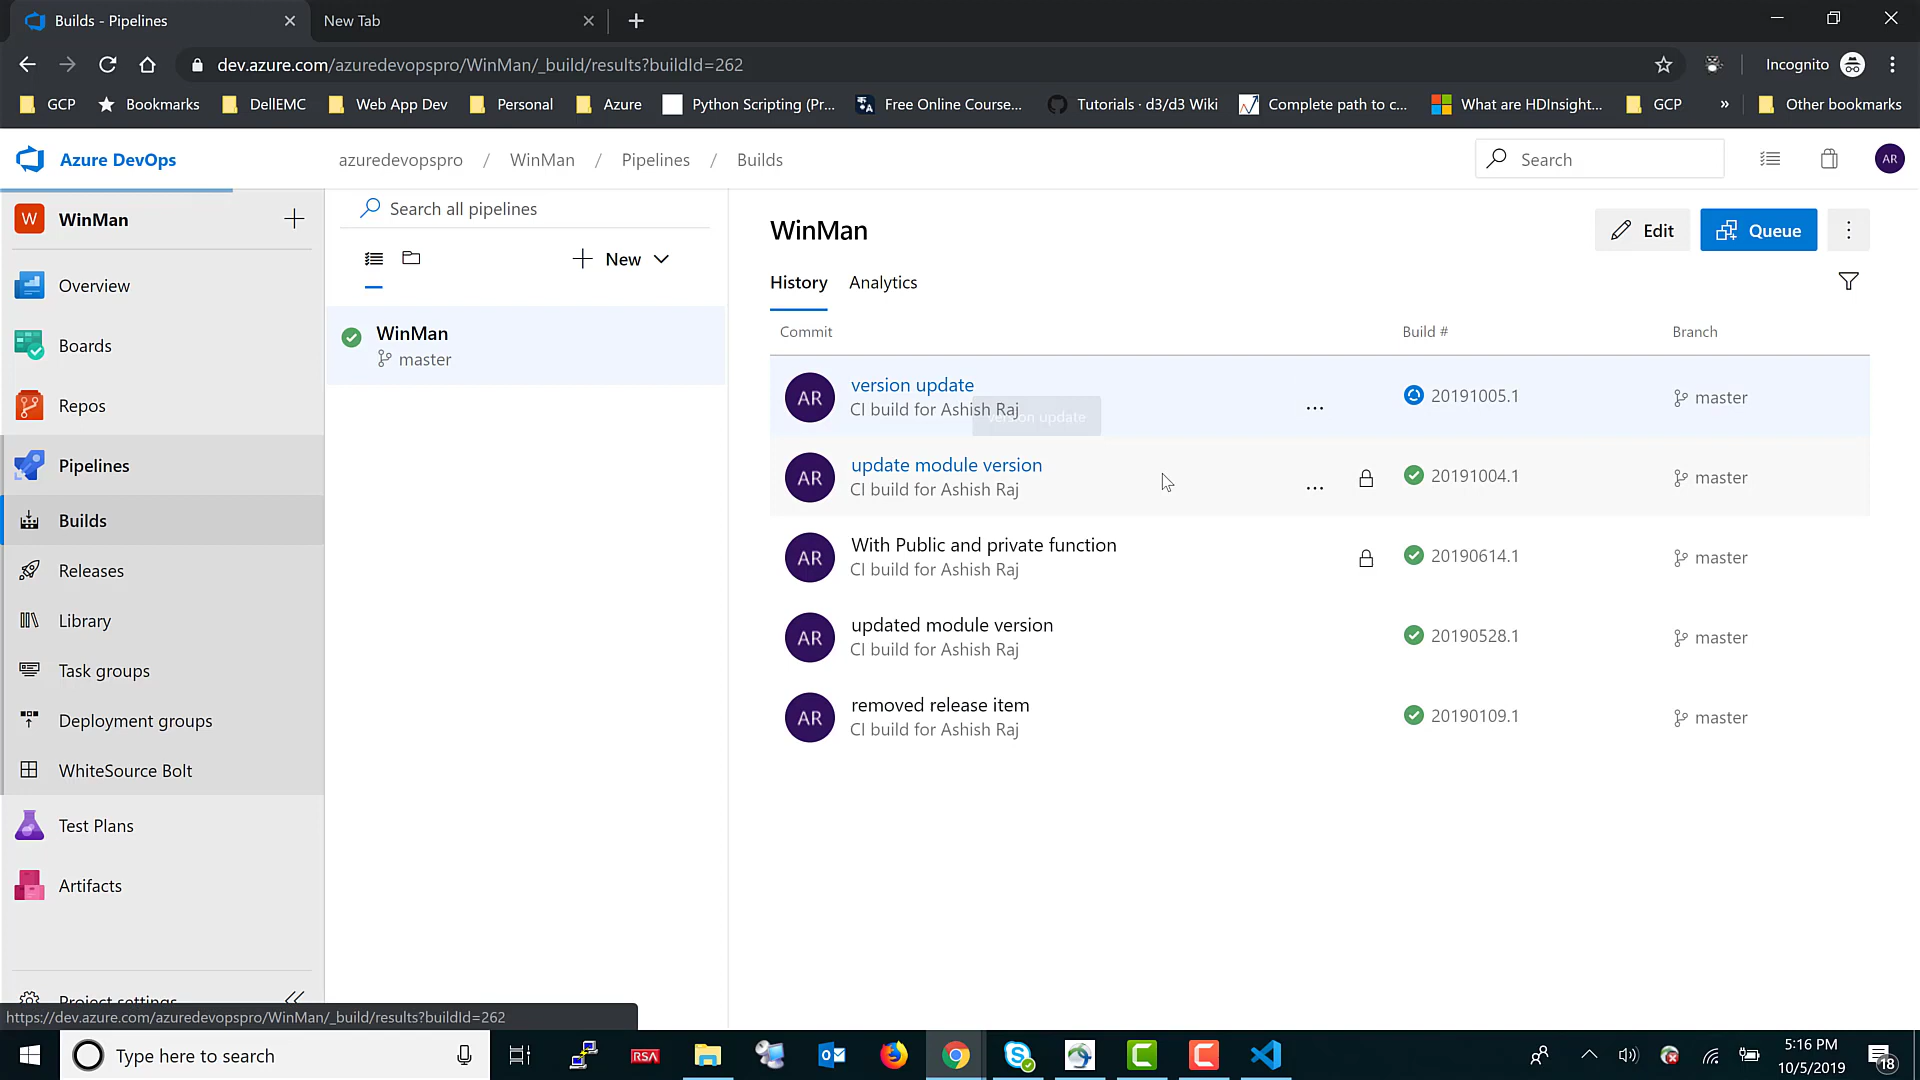 Builds - Pipelines
New Tab
dev.azure.com/azuredevopspro/WinMan/_build/results?buildId=262
Incognito
GCP
Bookmarks
DellEMC
Web App Dev
Personal
Azure
Python Scripting (Pr...
Free Online Course...
Tutorials · d3/d3 Wiki
Complete path to c...
What are HDInsight...
GCP
»
Other bookmarks
Azure DevOps
azuredevopspro / WinMan / Pipelines / Builds
Search
AR
W
WinMan
Overview
Boards
Repos
Pipelines
Builds
Releases
Library
Task groups
Deployment groups
WhiteSource Bolt
Test Plans
Artifacts
Project settings
Search all pipelines
New
WinMan
master
WinMan
Edit
Queue
History
Analytics
Commit
Build #
Branch
AR
version update
CI build for Ashish Raj
version update
...
20191005.1
master
AR
update module version
CI build for Ashish Raj
...
20191004.1
master
AR
With Public and private function
CI build for Ashish Raj
20190614.1
master
AR
updated module version
CI build for Ashish Raj
20190528.1
master
AR
removed release item
CI build for Ashish Raj
20190109.1
master
https://dev.azure.com/azuredevopspro/WinMan/_build/results?buildId=262
Type here to search
RSA
5:16 PM
10/5/2019
18